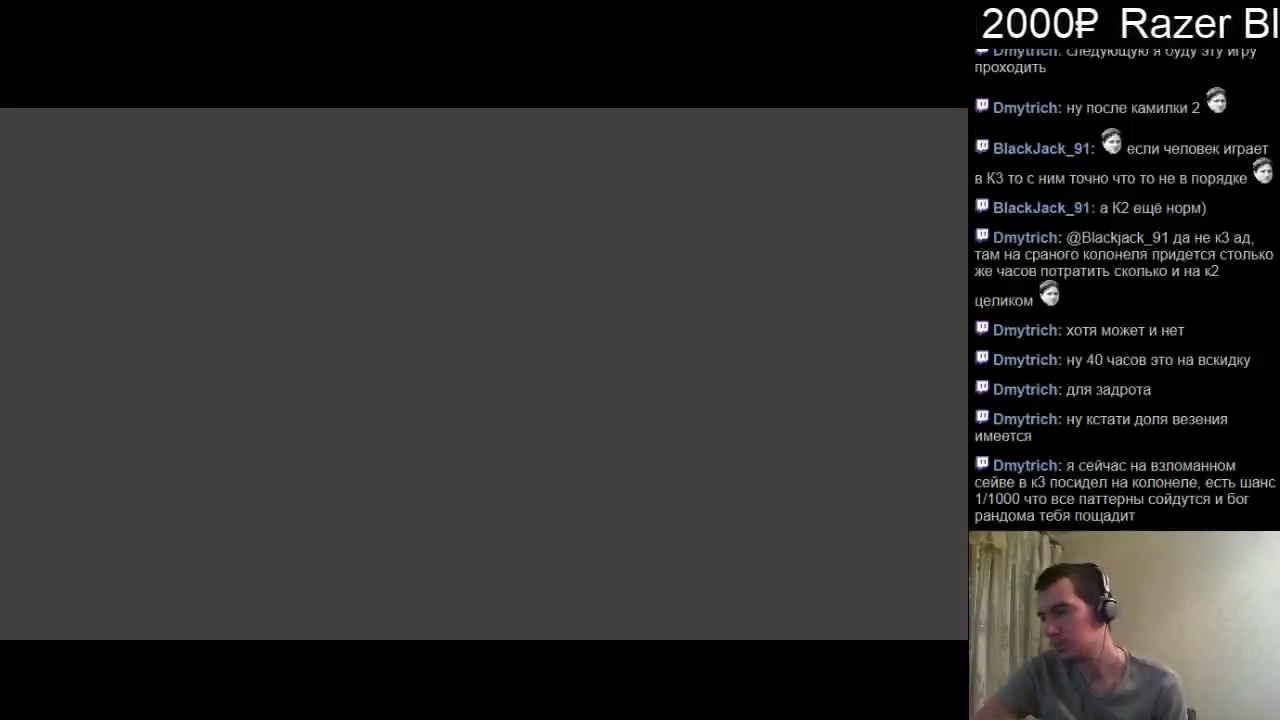 2000₽ Razer Bl
Dmytrich: следующую я буду эту игру
проходить
Dmytrich: ну после камилки 2
BlackJack_91: если человек играет
в К3 то с ним точно что то не в порядке
BlackJack_91: а К2 ещё норм)
Dmytrich: @Blackjack_91 да не к3 ад,
там на сраного колонеля придется столько
же часов потратить сколько и на к2
целиком
Dmytrich: хотя может и нет
Dmytrich: ну 40 часов это на вскидку
Dmytrich: для задрота
Dmytrich: ну кстати доля везения
имеется
Dmytrich: я сейчас на взломанном
сейве в к3 посидел на колонеле, есть шанс
1/1000 что все паттерны сойдутся и бог
рандома тебя пощадит